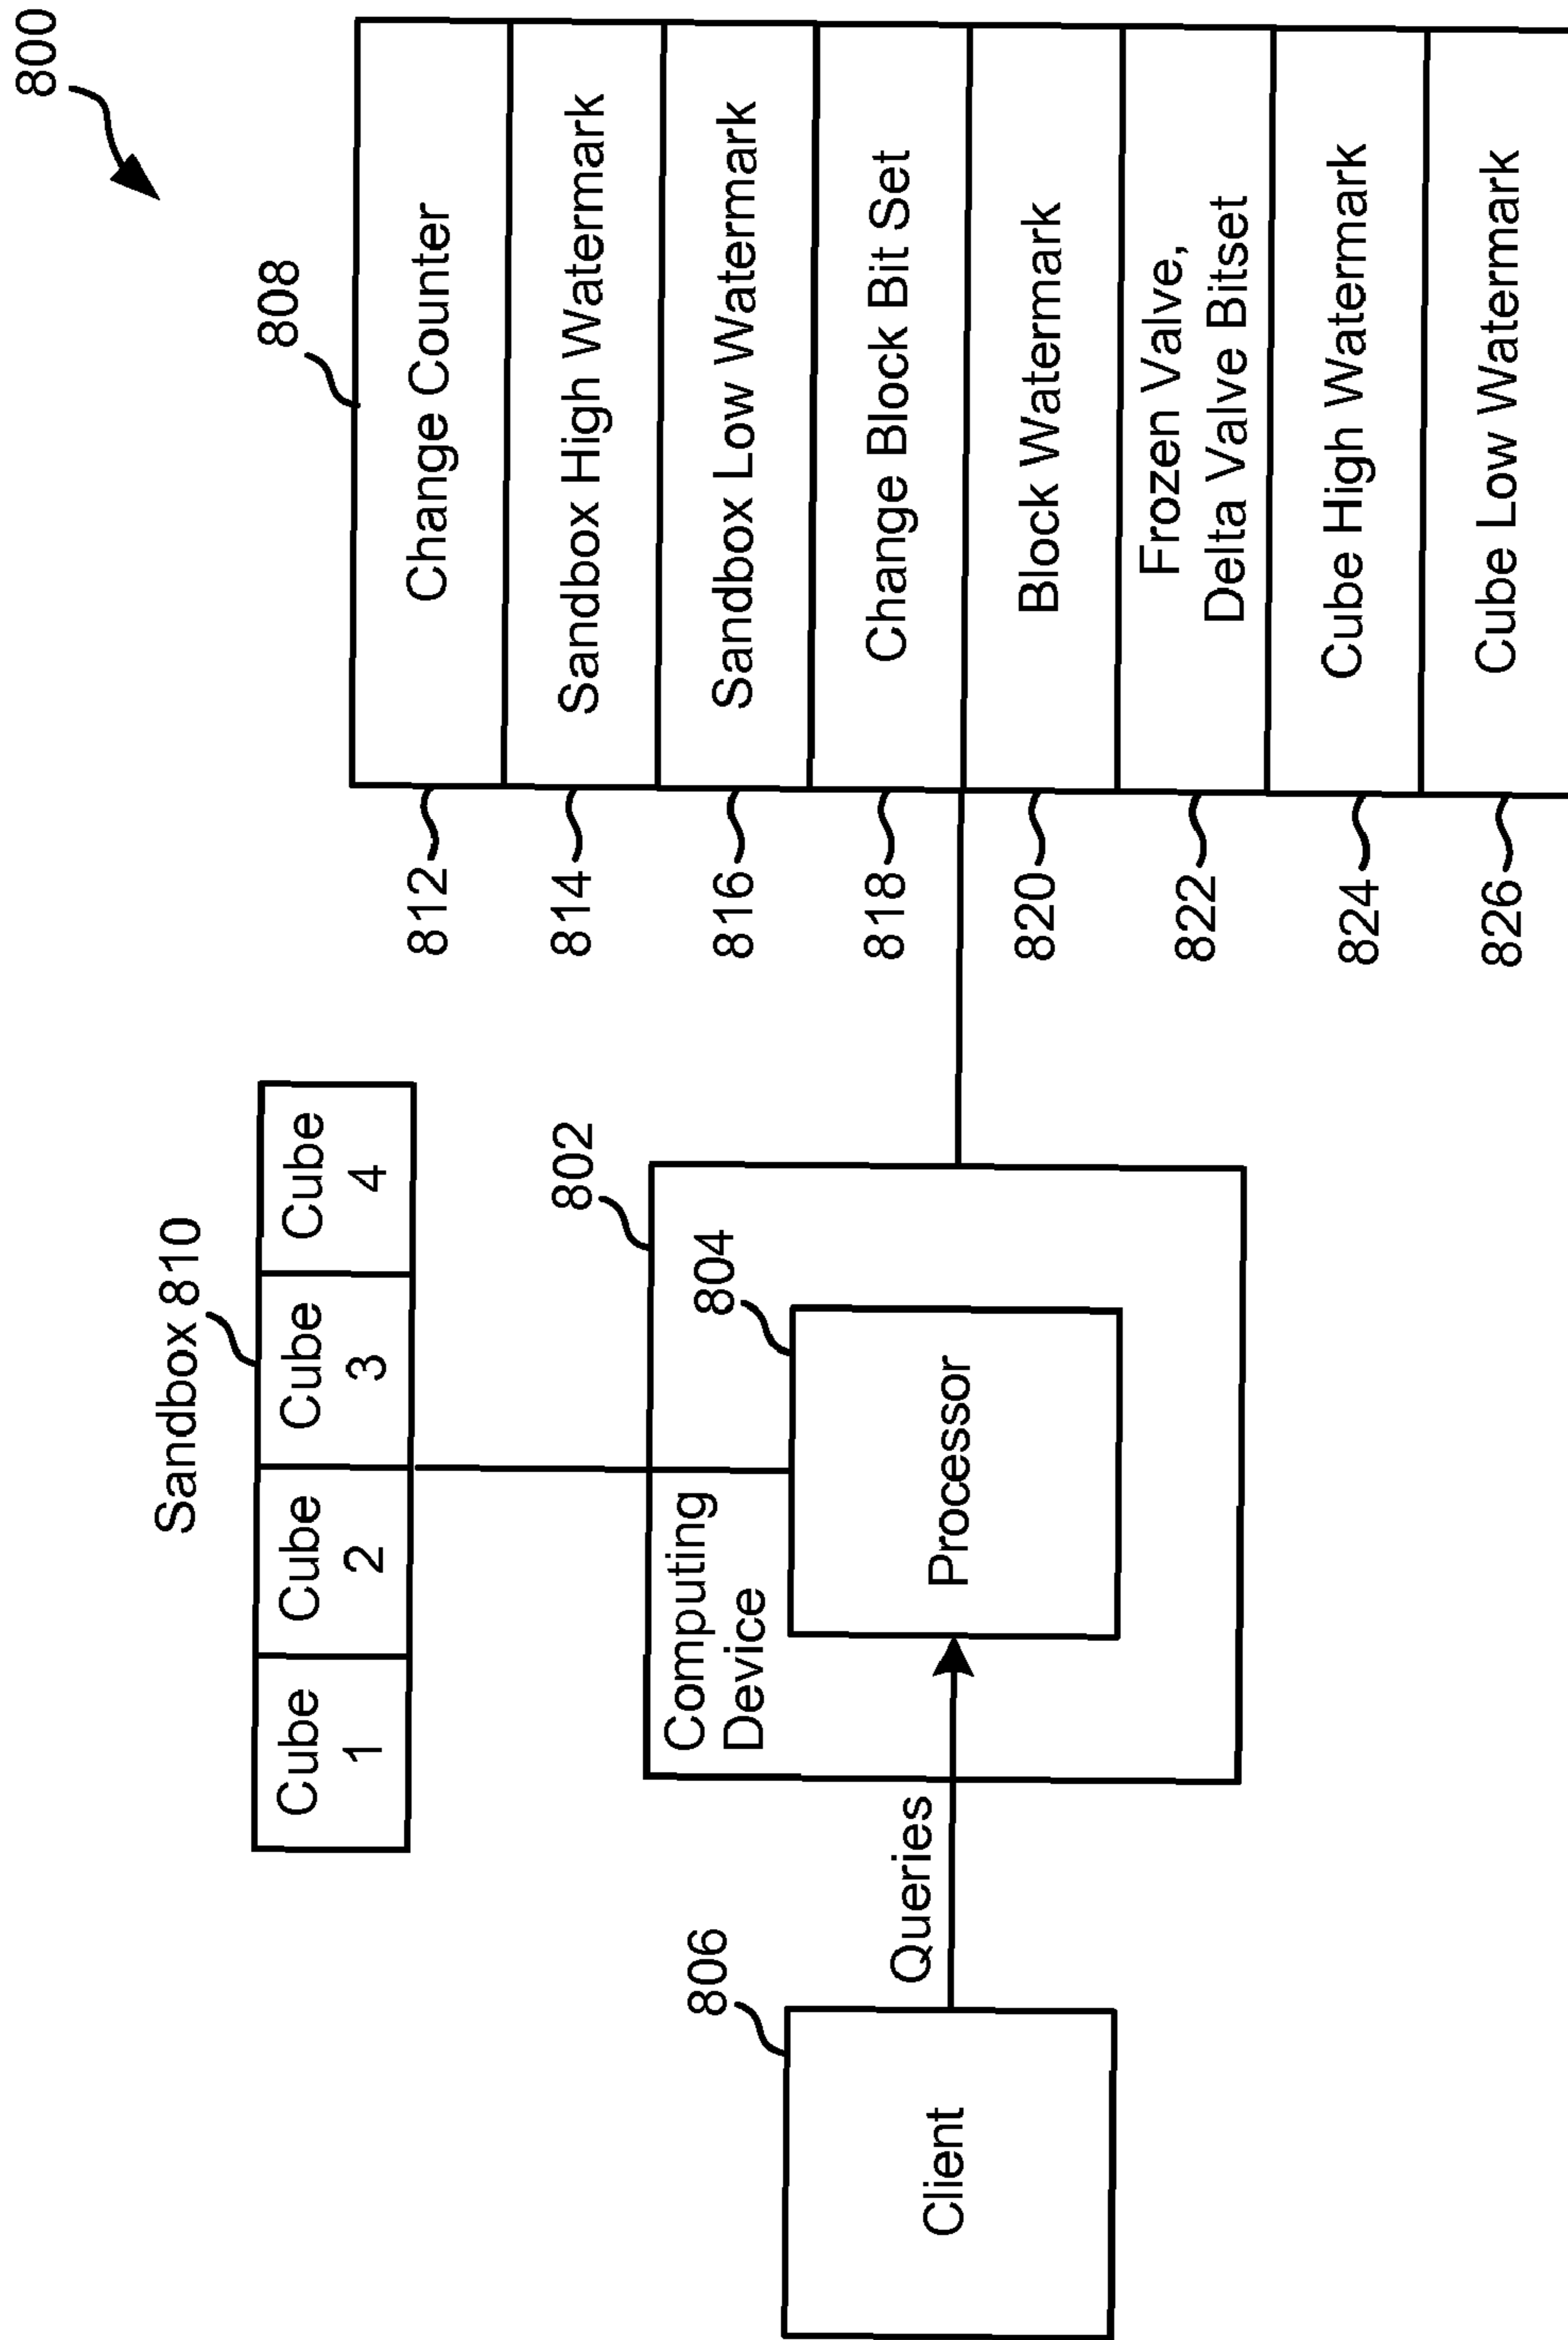 800
Sandbox 810
Cube
1
Cube
2
Cube
3
Cube
4
808
802
Computing
Device
804
Processor
806
Client
Queries
812
Change Counter
814
Sandbox High Watermark
816
Sandbox Low Watermark
818
Change Block Bit Set
820
Block Watermark
822
Frozen Valve,
Delta Valve Bitset
824
Cube High Watermark
826
Cube Low Watermark